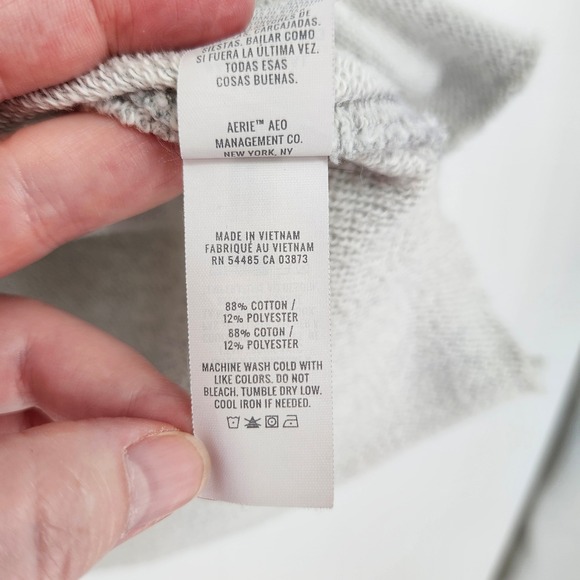 CARCAJADAS.
SIESTAS. BAILAR COMO
SI FUERA LA ÚLTIMA VEZ.
TODAS ESAS
COSAS BUENAS.
AERIE™ AEO
MANAGEMENT CO.
NEW YORK, NY
MADE IN VIETNAM
FABRIQUÉ AU VIETNAM
RN 54485 CA 03873
88% COTTON /
12% POLYESTER
88% COTON /
12% POLYESTER
MACHINE WASH COLD WITH
LIKE COLORS. DO NOT
BLEACH. TUMBLE DRY LOW.
COOL IRON IF NEEDED.